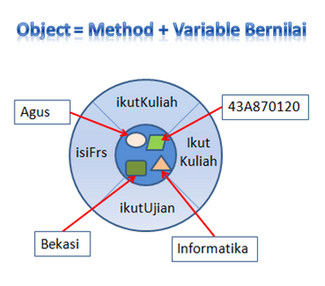 Object = Method + Variable Bernilai
Agus
ikutKuliah
43A870120
isiFrs
Ikut
Kuliah
ikutUjian
Bekasi
Informatika